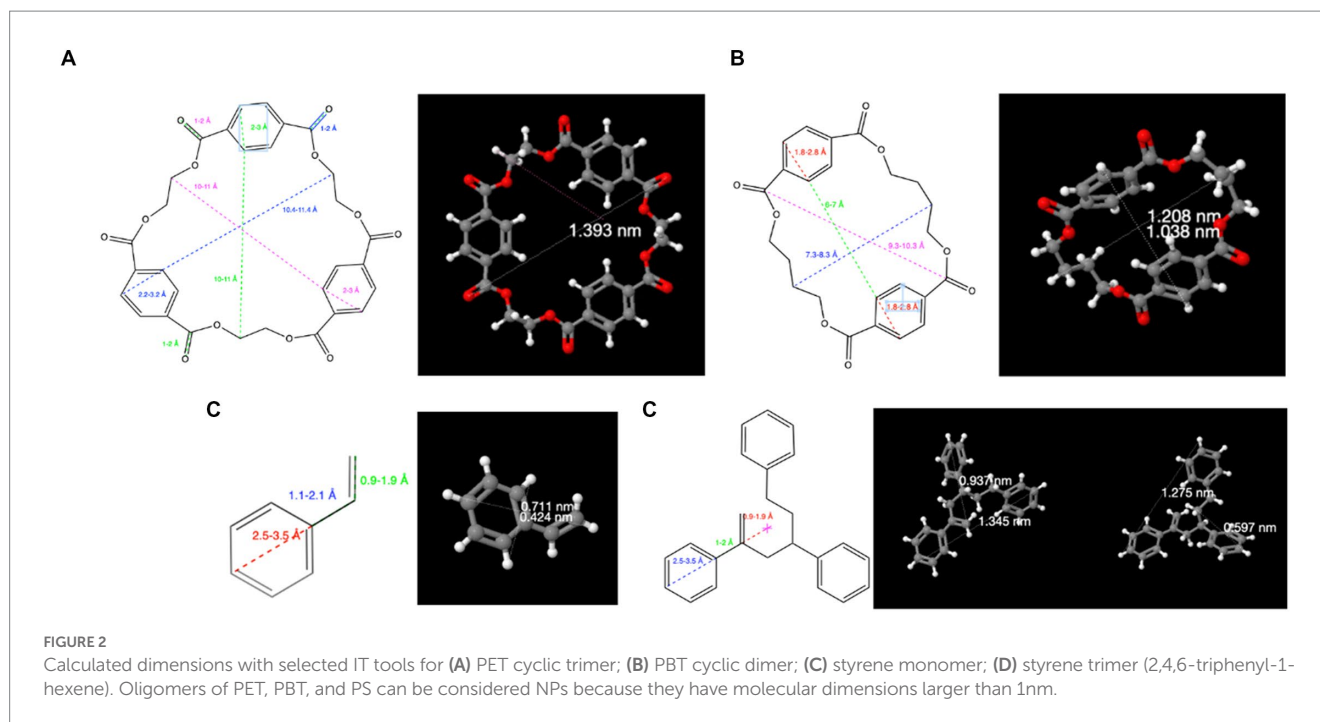 A
B
O
O
1-2 Å
2-3 Å
1-2 Å
O
O
10-11 Å
10.4-11.4 Å
O
O
O
O
10-11 Å
2.2-3.2 Å
2-3 Å
1-2 Å
O
O
O
O
1.393 nm
O
O
1.8-2.8 Å
O
O
6-7 Å
9.3-10.3 Å
7.3-8.3 Å
O
O
1.8-2.8 Å
O
O
1.208 nm
1.038 nm
C
C
0.9-1.9 Å
1.1-2.1 Å
2.5-3.5 Å
0.711 nm
0.424 nm
0.9-1.9 Å
1-2 Å
2.5-3.5 Å
0.937 nm
1.345 nm
1.275 nm
0.597 nm
FIGURE 2
Calculated dimensions with selected IT tools for (A) PET cyclic trimer; (B) PBT cyclic dimer; (C) styrene monomer; (D) styrene trimer (2,4,6-triphenyl-1-
hexene). Oligomers of PET, PBT, and PS can be considered NPs because they have molecular dimensions larger than 1nm.